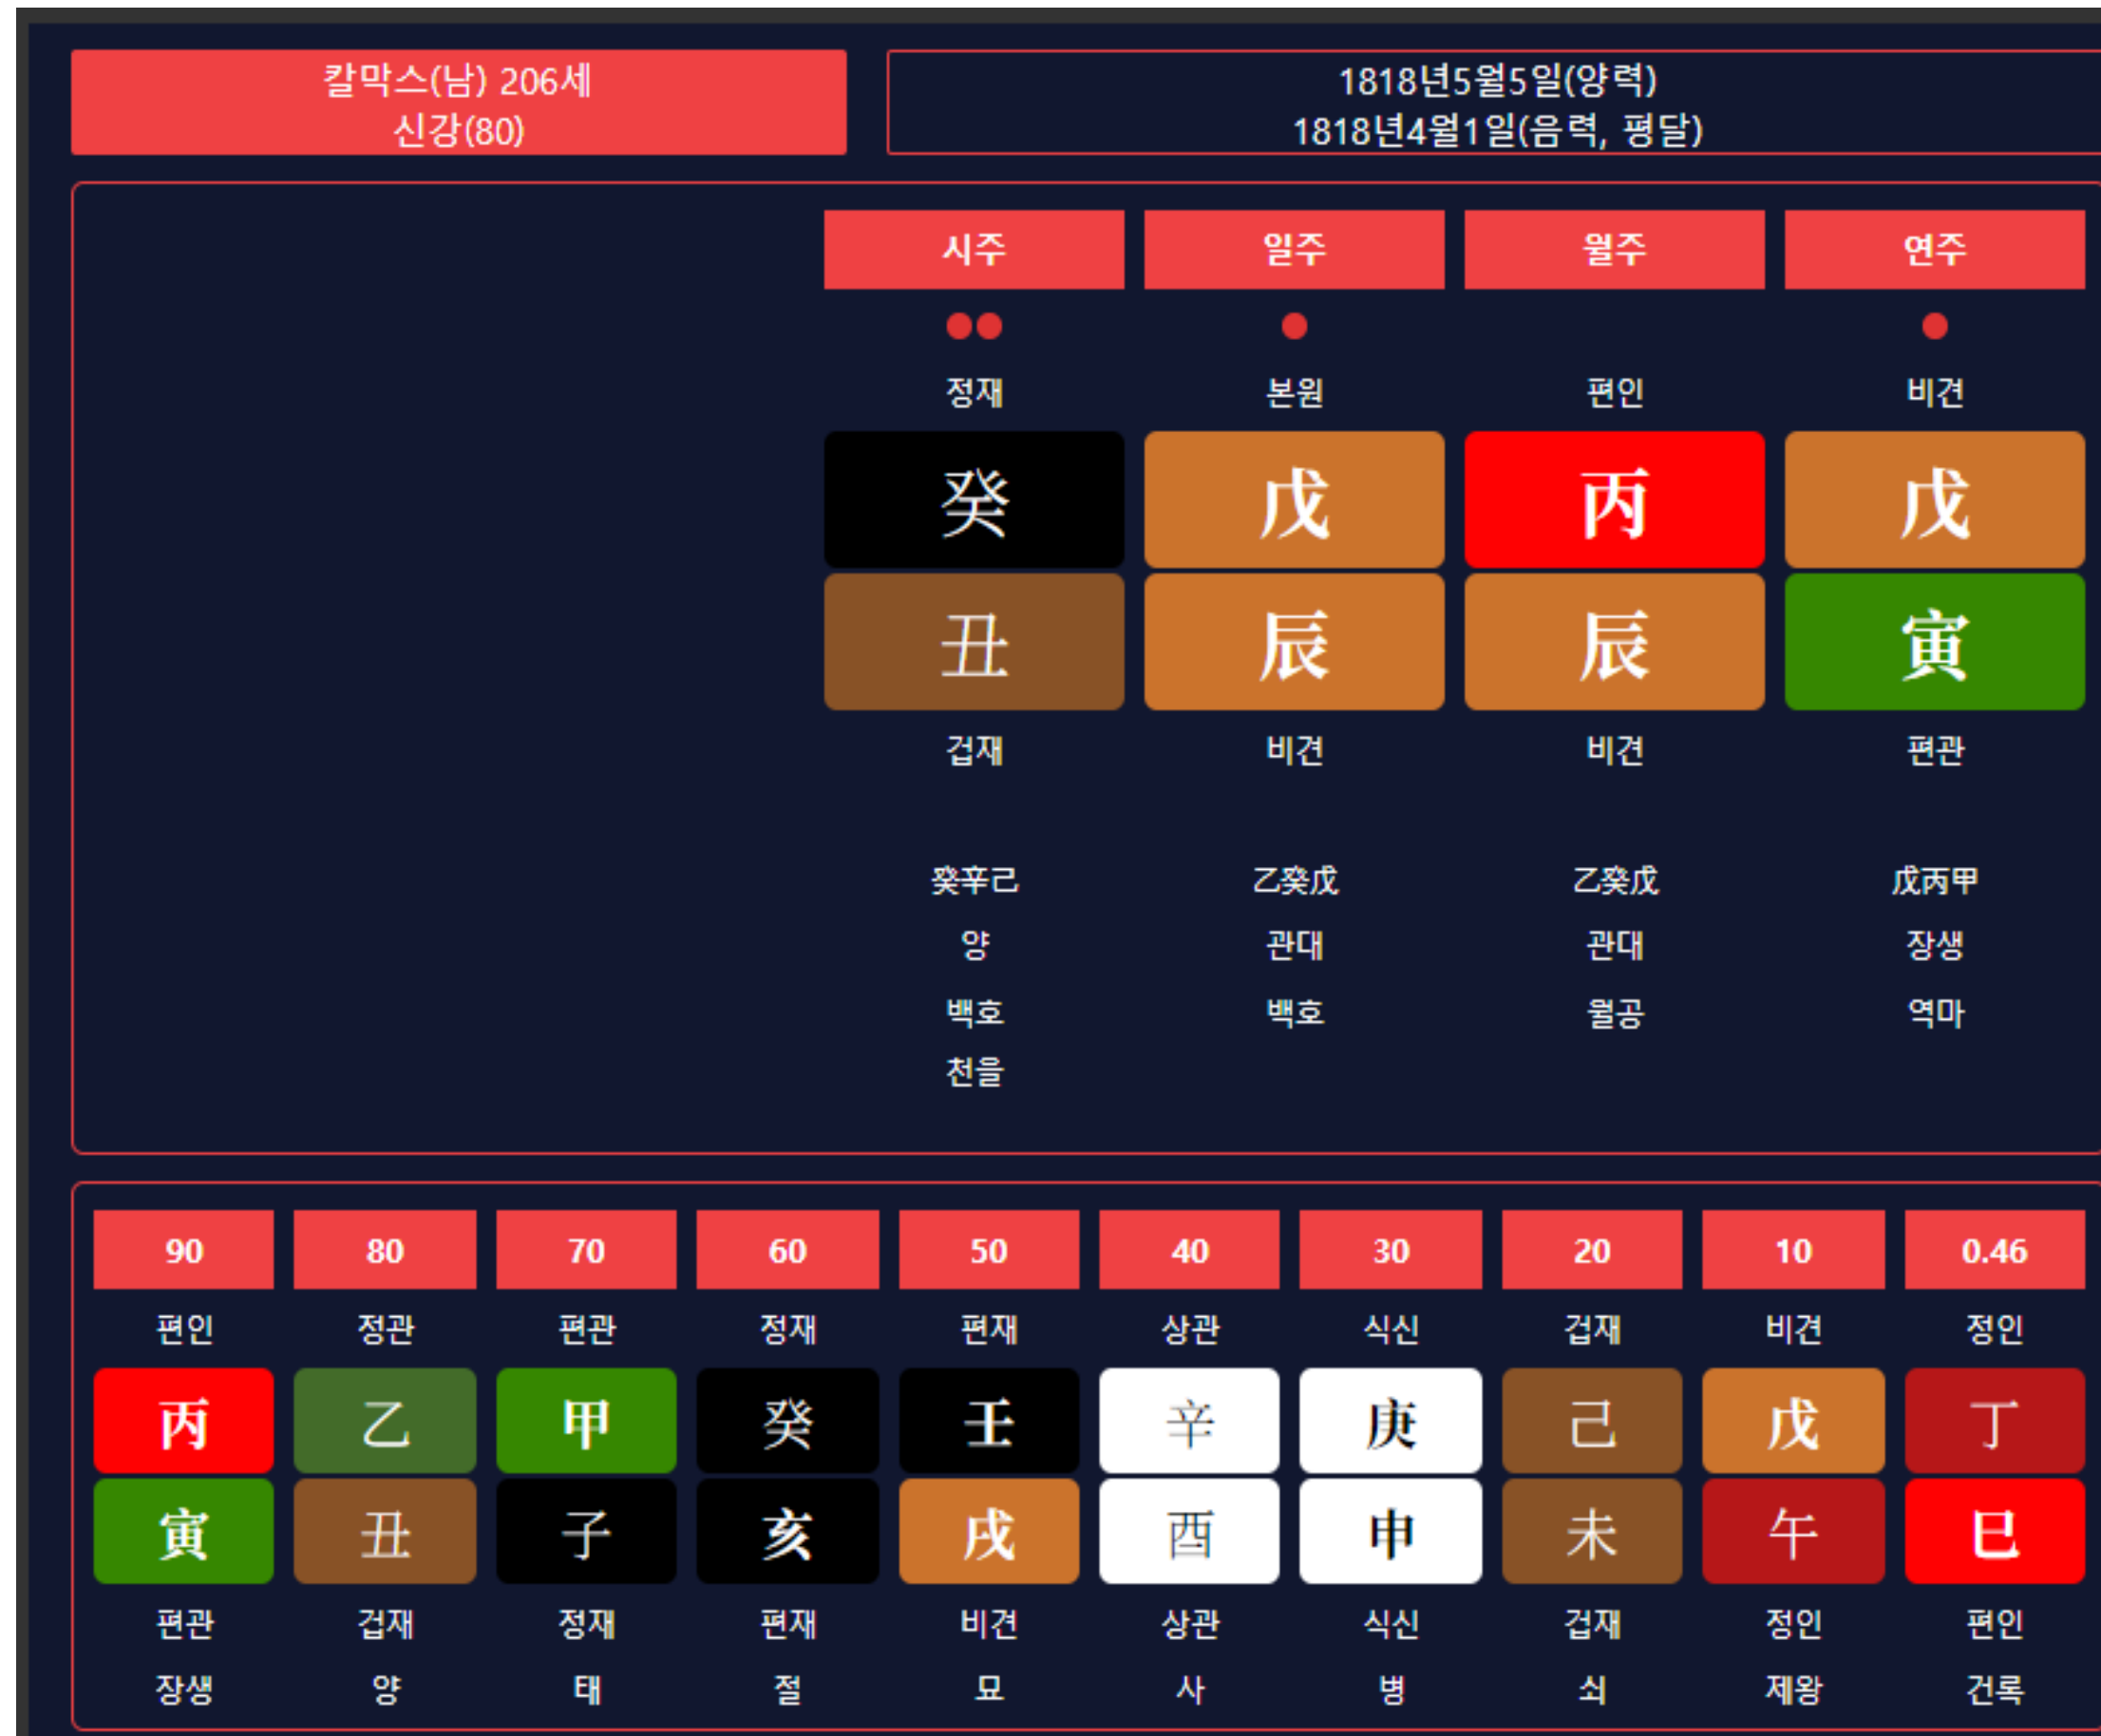 칼막스(남) 206세
신강(80)
1818년5월5일(양력)
1818년4월1일(음력, 평달)
시주 일주 월주 연주
정재 본원 편인 비견
癸 戊 丙 戊
丑 辰 辰 寅
겁재 비견 비견 편관
癸辛己 乙癸戊 乙癸戊 戊丙甲
양 관대 관대 장생
백호 백호 월공 역마
천을
90 80 70 60 50 40 30 20 10 0.46
편인 정관 편관 정재 편재 상관 식신 겁재 비견 정인
丙 乙 甲 癸 壬 辛 庚 己 戊 丁
寅 丑 子 亥 戌 酉 申 未 午 巳
편관 겁재 정재 편재 비견 상관 식신 겁재 정인 편인
장생 양 태 절 묘 사 병 쇠 제왕 건록